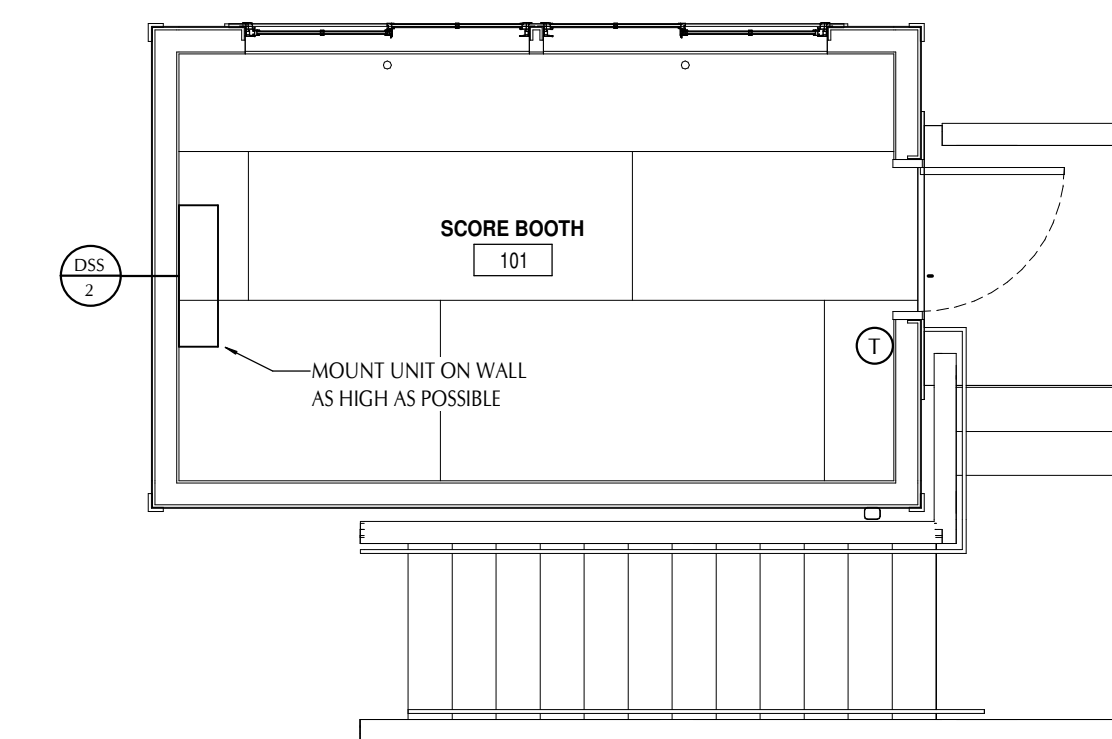 SCORE BOOTH
101
DSS
2
T
MOUNT UNIT ON WALL
AS HIGH AS POSSIBLE